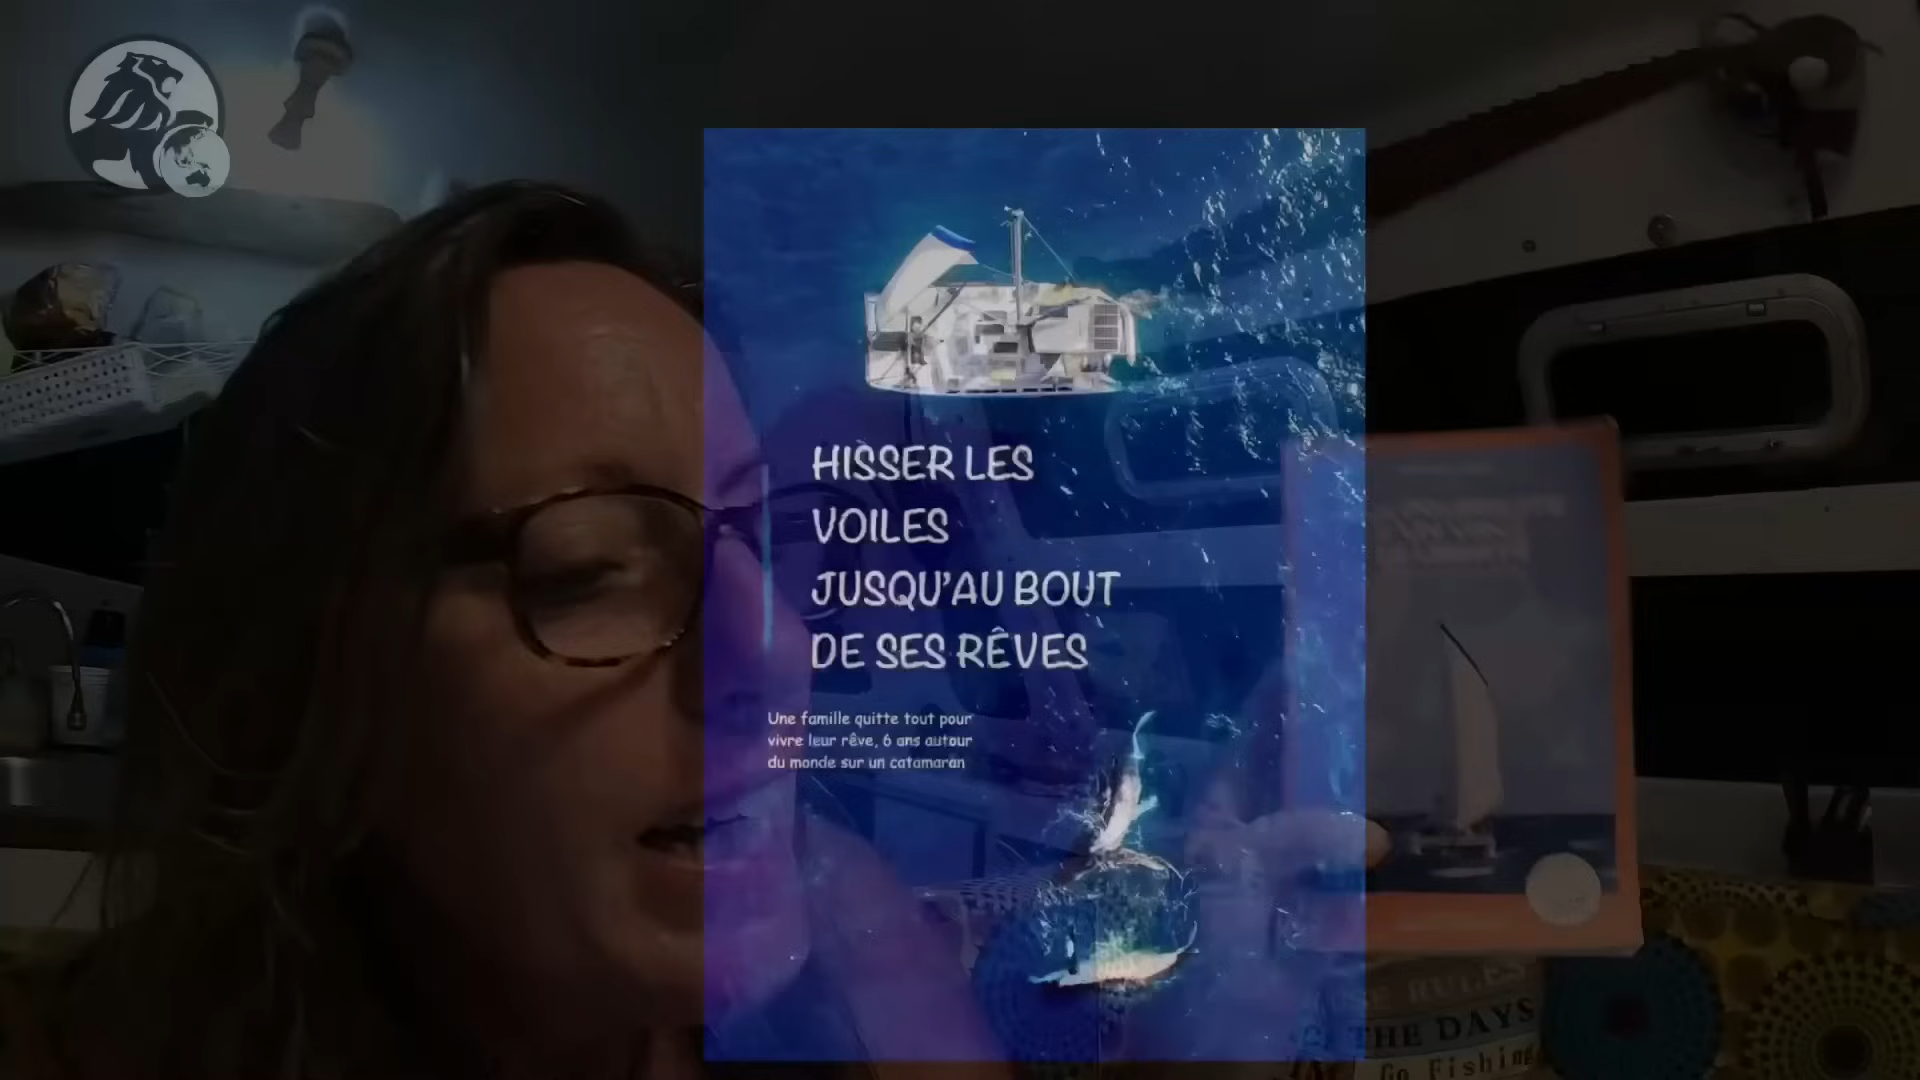 HISSER LES
VOILES
JUSQU'AU BOUT
DE SES RÊVES
Une famille quitte tout pour
vivre leur rêve, 6 ans autour
du monde sur un catamaran
RULES
THE DAYS
Go Fishing